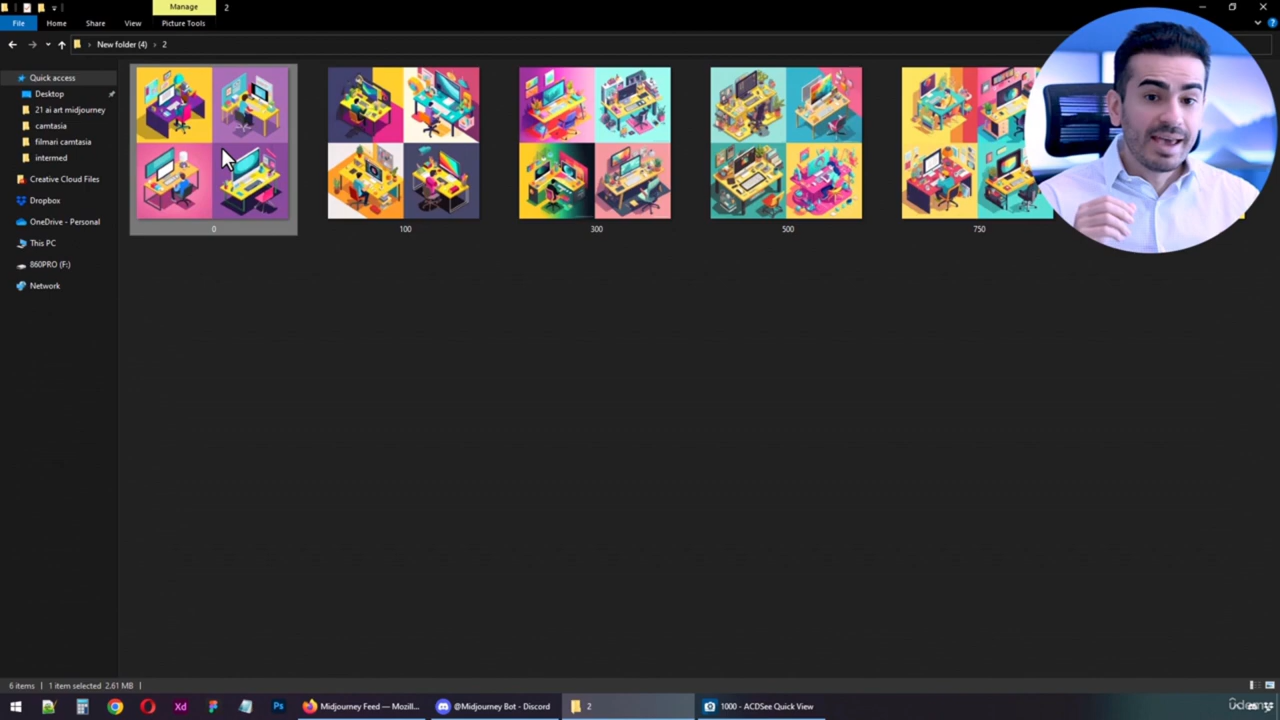 Manage
2
File
Home
Share
View
Picture Tools
New folder (4)
2
Quick access
Desktop
21 ai art midjourney
camtasia
filmari camtasia
intermed
Creative Cloud Files
Dropbox
OneDrive - Personal
This PC
860PRO (F:)
Network
0
100
300
500
750
6 items
1 item selected 2.61 MB
Xd
Ps
Midjourney Feed — Mozill...
@Midjourney Bot - Discord
2
1000 - ACDSee Quick View